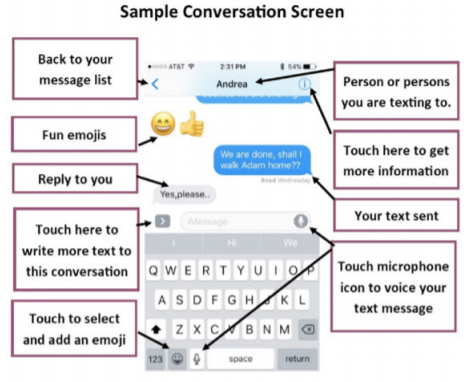 Sample Conversation Screen
Back to your
message list
Fun emojis
Reply to you
Touch here to
write more text to
this conversation
Touch to select
and add an emoji
AT&T
2:31 PM
54%
Andrea
We are done, shall I
walk Adam home??
Read Wednesday
Yes,please..
iMessage
I
Hi
We
Q W E R T Y U I O P
A S D F G H J K L
Z X C V B N M
123
space
return
Person or persons
you are texting to.
Touch here to get
more information
Your text sent
Touch microphone
icon to voice your
text message